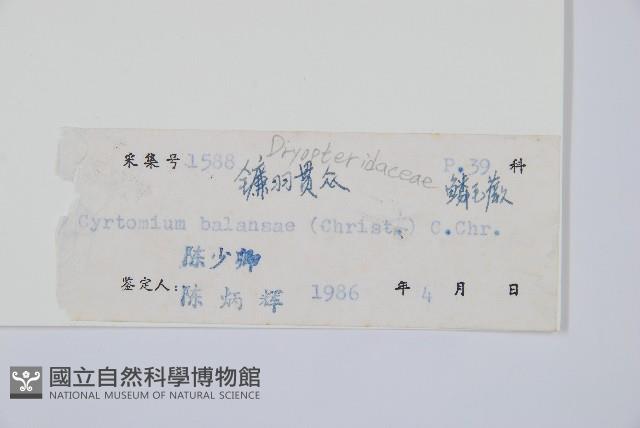 Dryopteridaceae
采集号 1588 P.39 科
镰羽贯众 鳞毛蕨
Cyrtomium balansae (Christ.) C.Chr.
陈少卿
鉴定人: 陈炳辉 1986 年 4 月 日
國立自然科學博物館
NATIONAL MUSEUM OF NATURAL SCIENCE